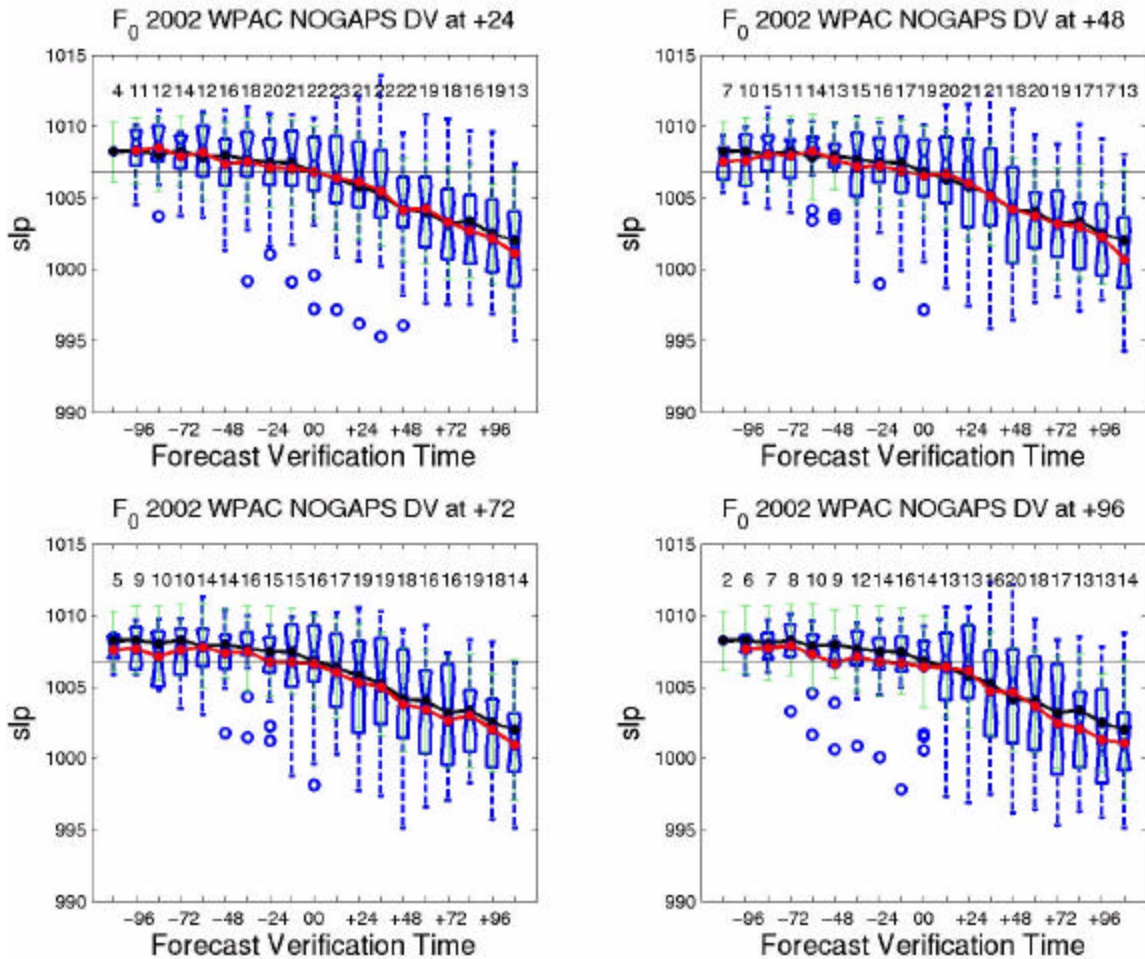 F0 2002 WPAC NOGAPS DV at +24
1015
4 11 12 14 12 16 18 20 21 22 23 21 22 22 19 18 16 19 13
1010
1005
slp
1000
995
990
−96 −72 −48 −24 00 +24 +48 +72 +96
Forecast Verification Time
F0 2002 WPAC NOGAPS DV at +48
1015
7 10 15 11 14 13 15 16 17 19 20 21 21 18 20 19 17 17 13
1010
1005
slp
1000
995
990
−96 −72 −48 −24 00 +24 +48 +72 +96
Forecast Verification Time
F0 2002 WPAC NOGAPS DV at +72
1015
5 9 10 10 14 14 16 15 15 16 17 19 19 18 16 16 19 18 14
1010
1005
slp
1000
995
990
−96 −72 −48 −24 00 +24 +48 +72 +96
Forecast Verification Time
F0 2002 WPAC NOGAPS DV at +96
1015
2 6 7 8 10 9 12 14 16 14 13 13 16 20 18 17 13 13 14
1010
1005
slp
1000
995
990
−96 −72 −48 −24 00 +24 +48 +72 +96
Forecast Verification Time